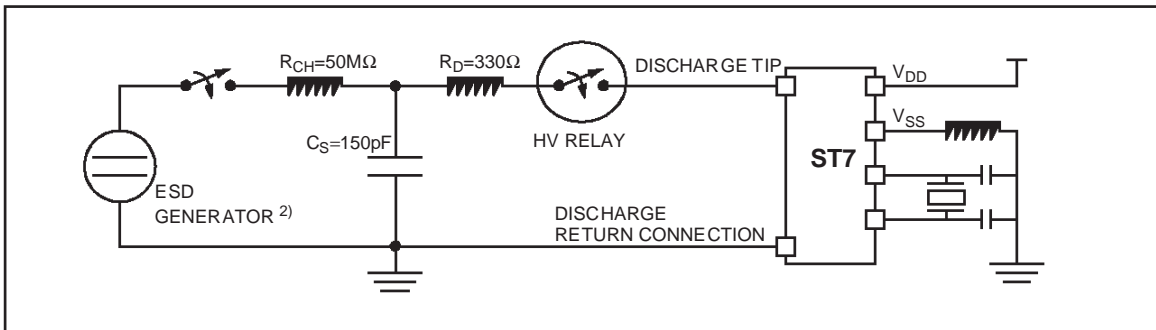 R_CH=50MΩ
R_D=330Ω
DISCHARGE TIP
V_DD
HV RELAY
V_SS
C_S=150pF
ST7
ESD
GENERATOR 2)
DISCHARGE
RETURN CONNECTION